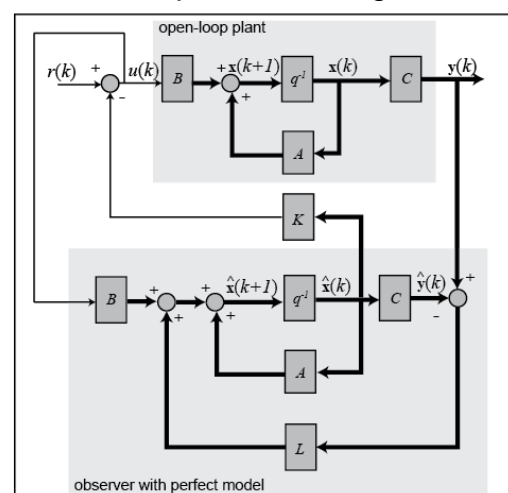 open-loop plant
r(k)
+
-
u(k)
B
+
x(k+1)
+
q⁻¹
x(k)
C
y(k)
A
K
B
+
+
+
x̂(k+1)
+
q⁻¹
x̂(k)
C
ŷ(k)
+
-
A
L
observer with perfect model